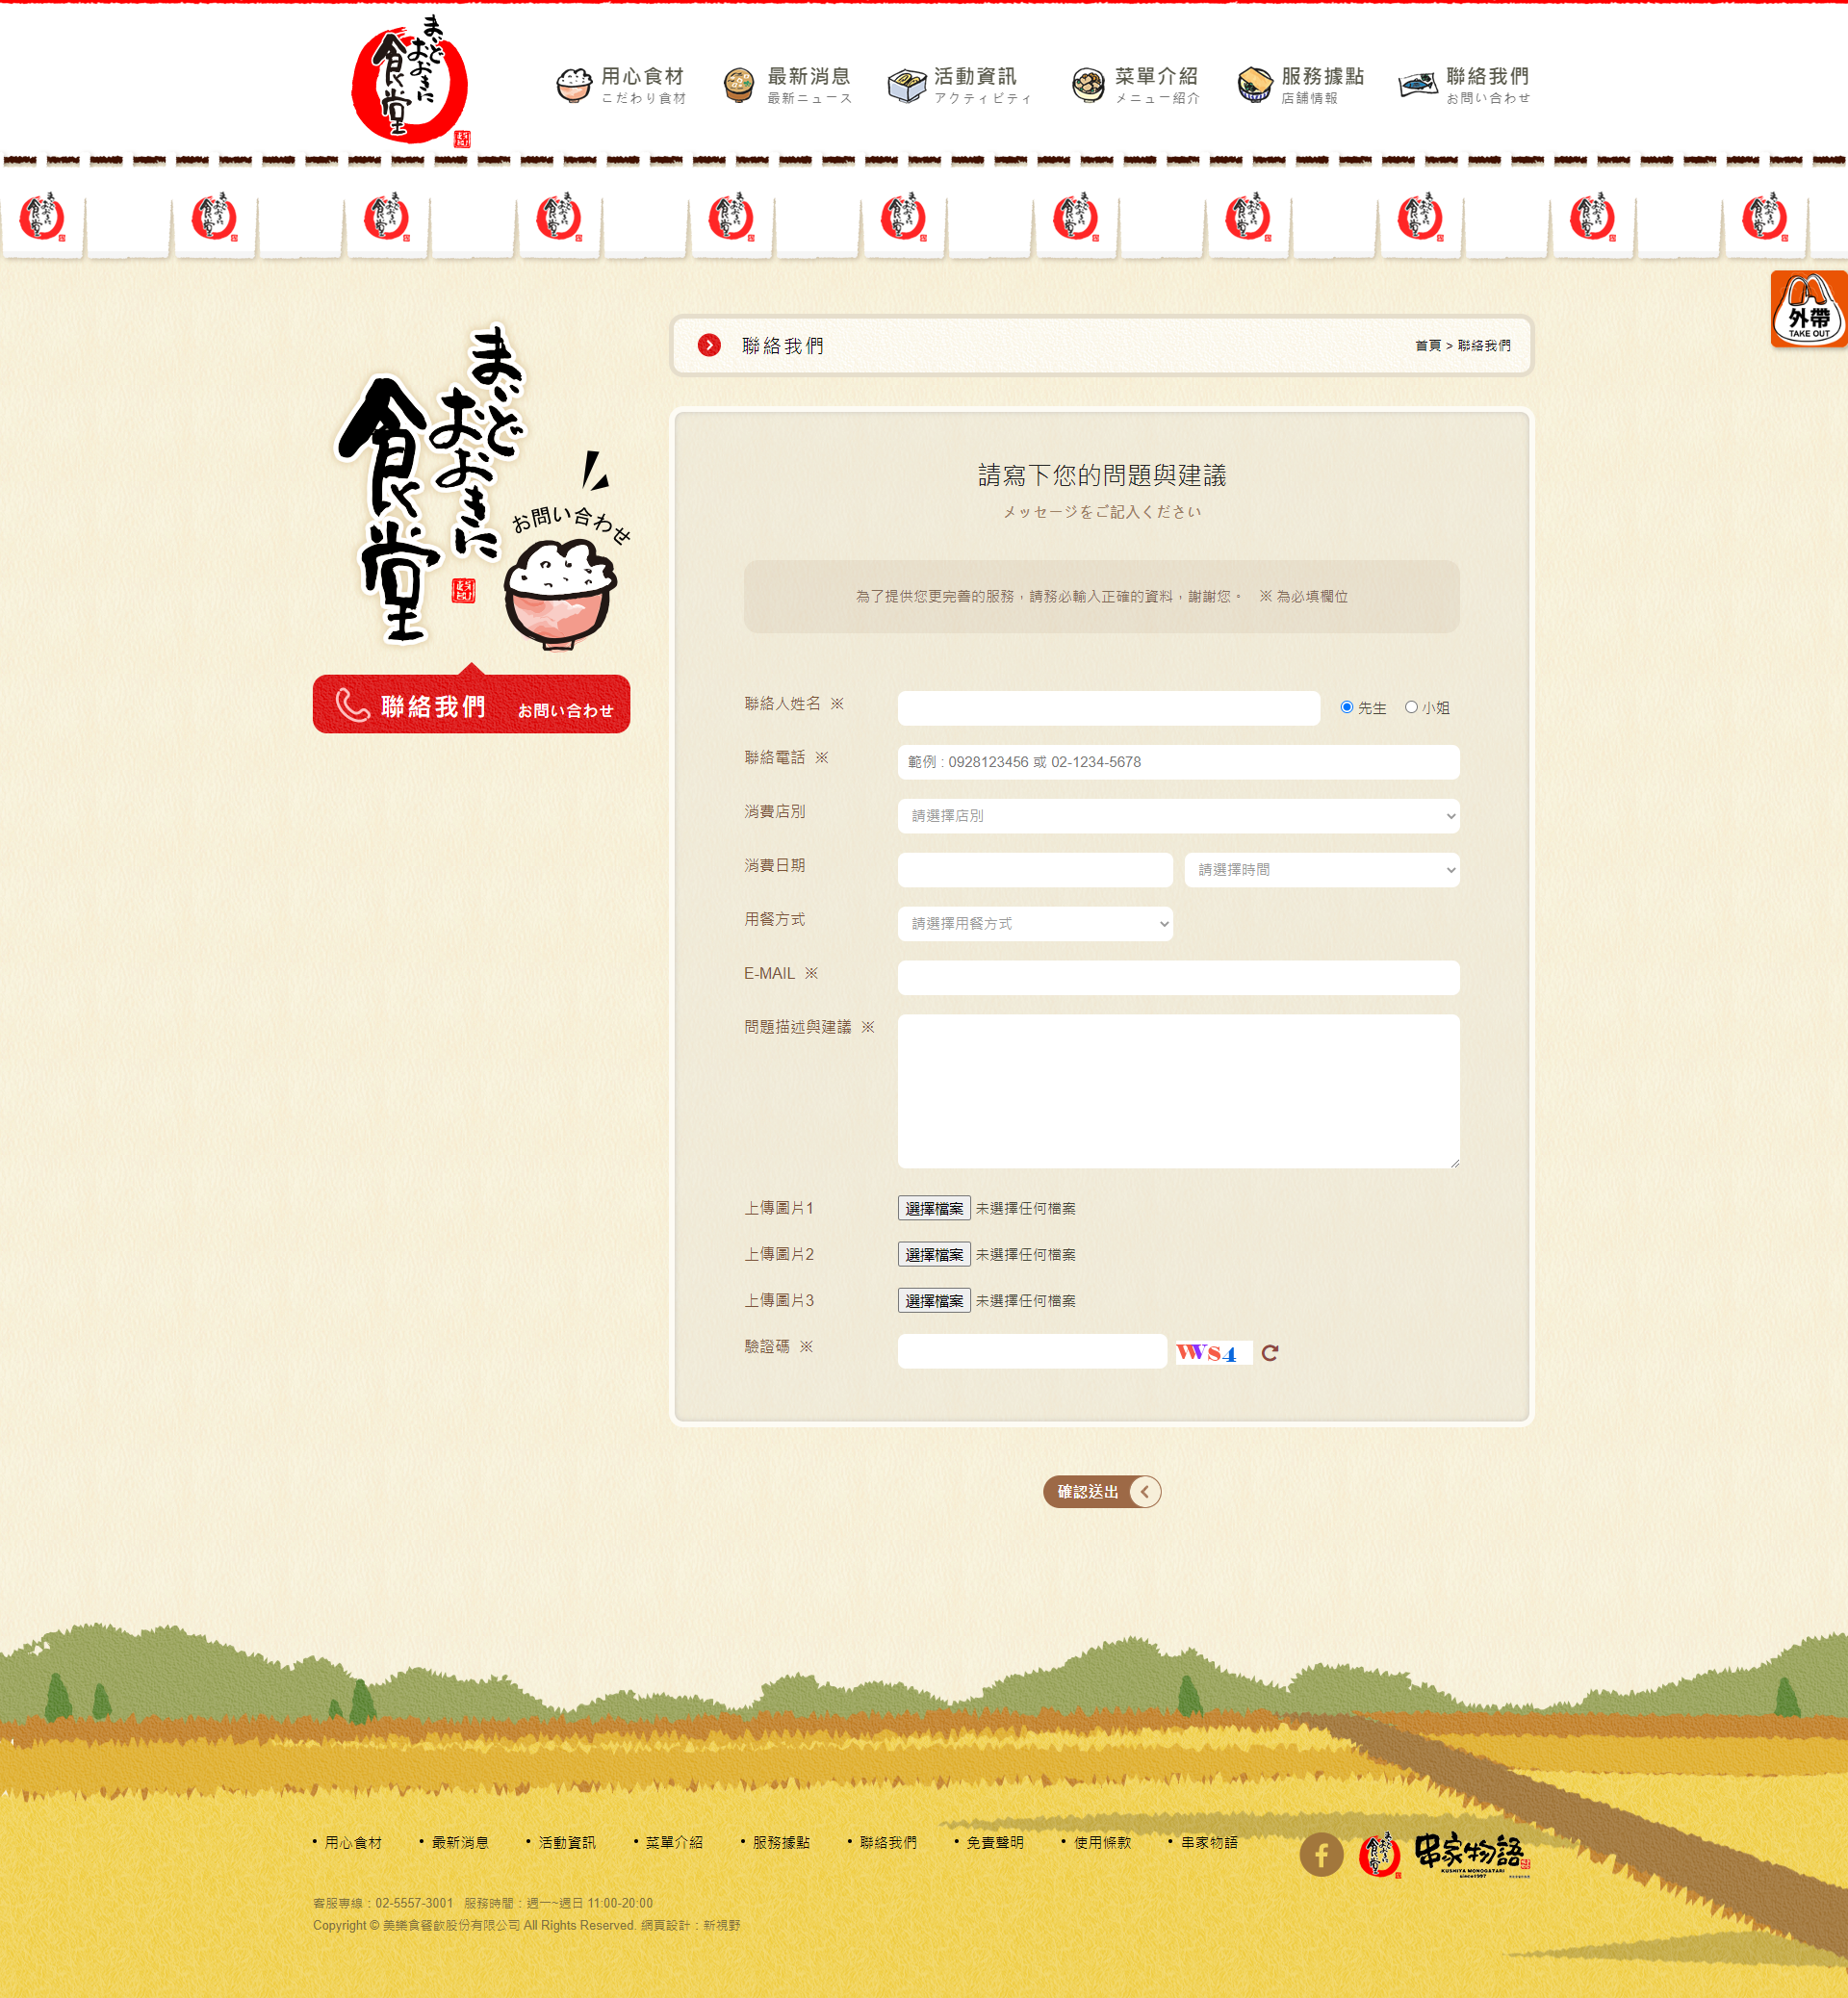 まいど
おおきに
食堂
用心食材
こだわり食材
最新消息
最新ニュース
活動資訊
アクティビティ
菜單介紹
メニュー紹介
服務據點
店舗情報
聯絡我們
お問い合わせ
外帶
TAKE OUT
まいど
おおきに
食堂
お問い合わせ
聯絡我們 お問い合わせ
聯絡我們
首頁 > 聯絡我們
請寫下您的問題與建議
メッセージをご記入ください
為了提供您更完善的服務，請務必輸入正確的資料，謝謝您。 ※ 為必填欄位
聯絡人姓名 ※ 先生 小姐
聯絡電話 ※ 範例 : 0928123456 或 02-1234-5678
消費店別 請選擇店別
消費日期 請選擇時間
用餐方式 請選擇用餐方式
E-MAIL ※
問題描述與建議 ※
上傳圖片1 選擇檔案 未選擇任何檔案
上傳圖片2 選擇檔案 未選擇任何檔案
上傳圖片3 選擇檔案 未選擇任何檔案
驗證碼 ※ VVS4
確認送出
用心食材 最新消息 活動資訊 菜單介紹 服務據點 聯絡我們 免責聲明 使用條款 串家物語
串家物語
KUSHIYA MONOGATARI
since1997
客服專線：02-5557-3001 服務時間：週一~週日 11:00-20:00
Copyright © 美樂食餐飲股份有限公司 All Rights Reserved. 網頁設計：新視野